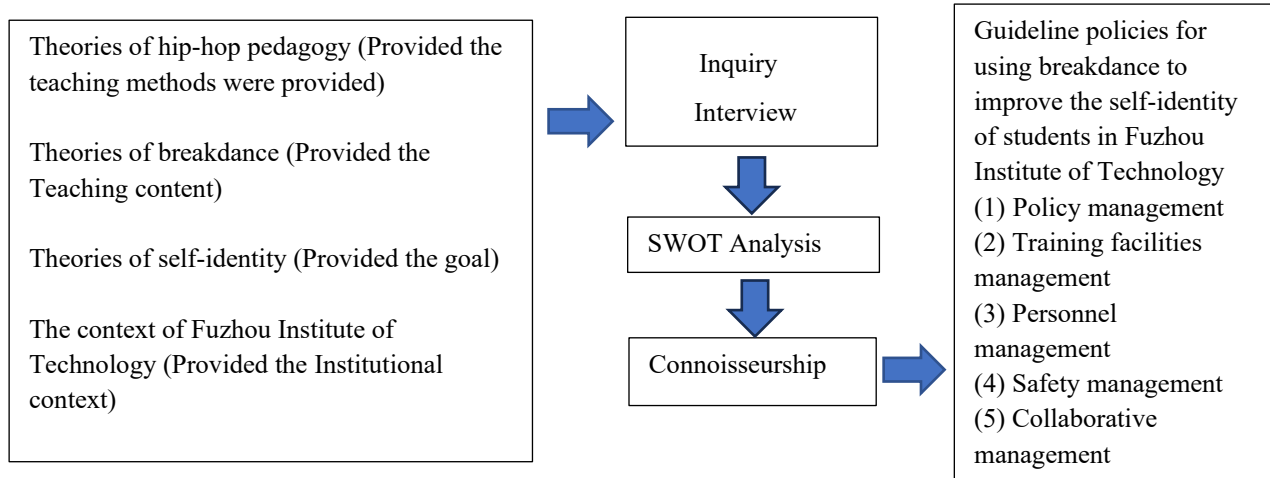 Theories of hip-hop pedagogy (Provided the
teaching methods were provided)
Theories of breakdance (Provided the
Teaching content)
Theories of self-identity (Provided the goal)
The context of Fuzhou Institute of
Technology (Provided the Institutional
context)
Inquiry
Interview
SWOT Analysis
Connoisseurship
Guideline policies for
using breakdance to
improve the self-identity
of students in Fuzhou
Institute of Technology
(1) Policy management
(2) Training facilities
management
(3) Personnel
management
(4) Safety management
(5) Collaborative
management